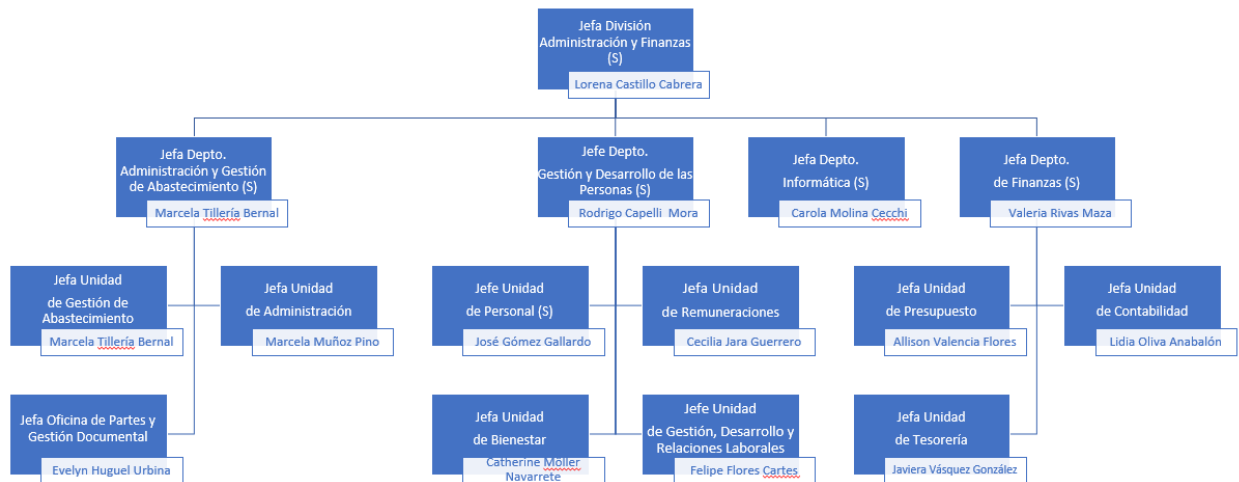 Jefa División
Administración y Finanzas
(S)
Lorena Castillo Cabrera
Jefa Depto.
Administración y Gestión
de Abastecimiento (S)
Marcela Tillería Bernal
Jefe Depto.
Gestión y Desarrollo de las
Personas (S)
Rodrigo Capelli Mora
Jefa Depto.
Informática (S)
Carola Molina Cecchi
Jefa Depto.
de Finanzas (S)
Valeria Rivas Maza
Jefa Unidad
de Gestión de
Abastecimiento
Marcela Tillería Bernal
Jefa Unidad
de Administración
Marcela Muñoz Pino
Jefe Unidad
de Personal (S)
José Gómez Gallardo
Jefa Unidad
de Remuneraciones
Cecilia Jara Guerrero
Jefa Unidad
de Presupuesto
Allison Valencia Flores
Jefa Unidad
de Contabilidad
Lidia Oliva Anabalón
Jefa Oficina de Partes y
Gestión Documental
Evelyn Huguel Urbina
Jefa Unidad
de Bienestar
Catherine Möller
Navarrete
Jefe Unidad
de Gestión, Desarrollo y
Relaciones Laborales
Felipe Flores Cartes
Jefa Unidad
de Tesorería
Javiera Vásquez González